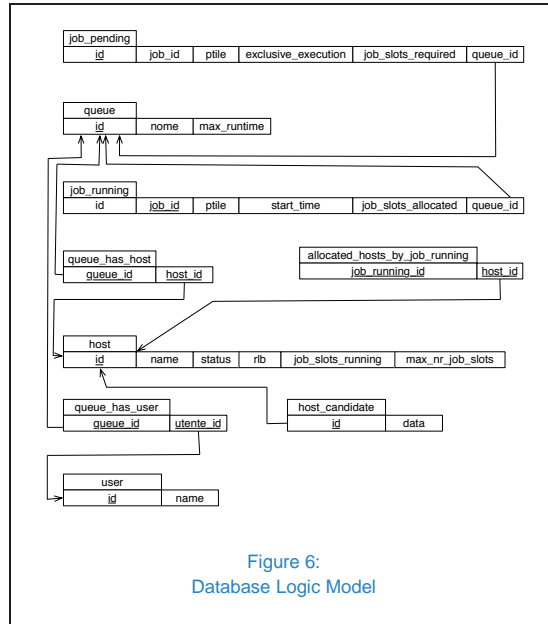 job_pending
id job_id ptile exclusive_execution job_slots_required queue_id
queue
id nome max_runtime
job_running
id job_id ptile start_time job_slots_allocated queue_id
queue_has_host
queue_id host_id
allocated_hosts_by_job_running
job_running_id host_id
host
id name status rlb job_slots_running max_nr_job_slots
queue_has_user
queue_id utente_id
host_candidate
id data
user
id name
Figure 6:
Database Logic Model